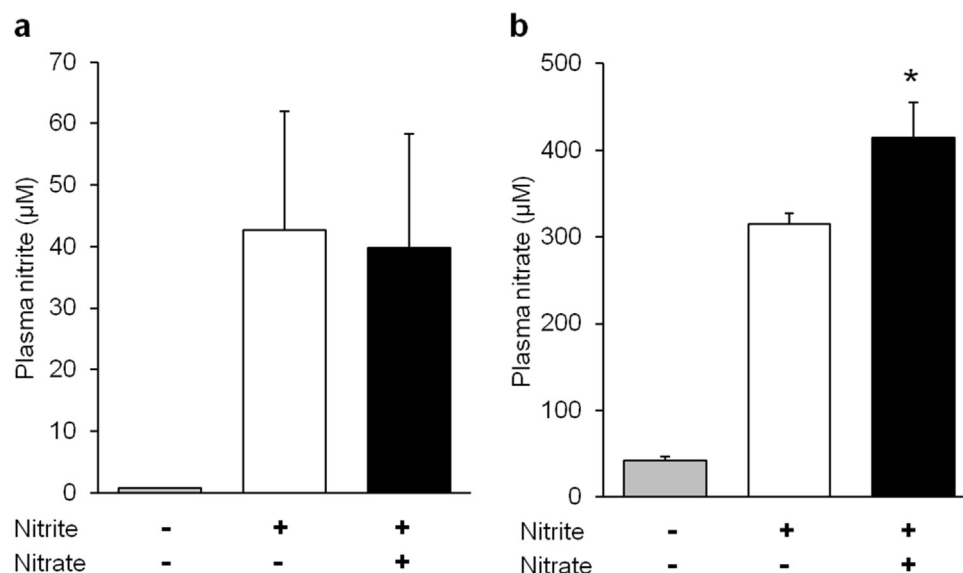 a
Plasma nitrite (µM)
70
60
50
40
30
20
10
0
Nitrite - + +
Nitrate - - +
b
Plasma nitrate (µM)
500
400
300
200
100
0
*
Nitrite - + +
Nitrate - - +